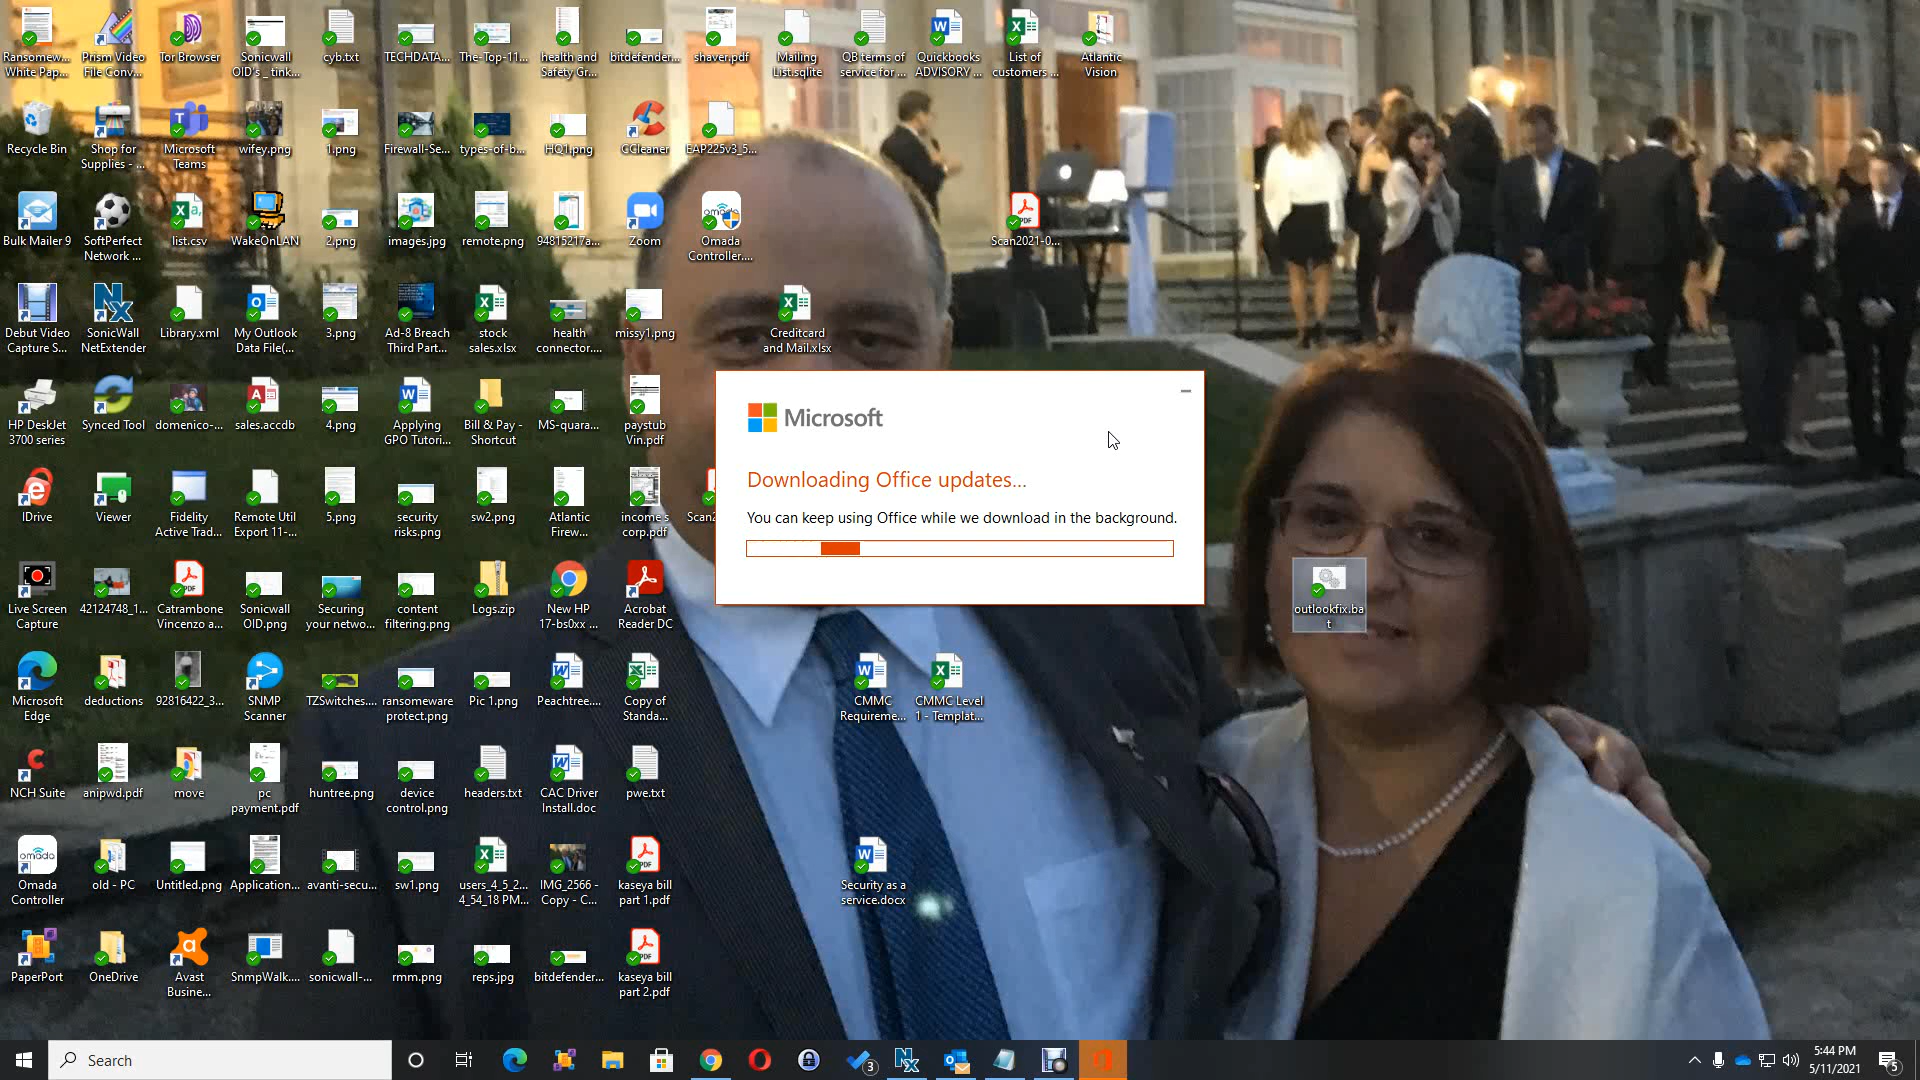 Ransomew...
White Pap...
Prism Video
File Conv...
Tor Browser
Sonicwall
OID's _ tink...
cyb.txt
TECHDATA...
The-Top-11...
health and
Safety Gr...
bitdefender...
shaver.pdf
Mailing
List.sqlite
QB terms of
service for ...
Quickbooks
ADVISORY ...
List of
customers ...
Atlantic
Vision
Recycle Bin
Shop for
Supplies - ...
Microsoft
Teams
wifey.png
1.png
Firewall-Se...
types-of-b...
HQ1.png
CCleaner
EAP225v3_5...
Bulk Mailer 9
SoftPerfect
Network ...
list.csv
WakeOnLAN
2.png
images.jpg
remote.png
94815217a...
Zoom
Omada
Controller....
Scan2021-0...
Debut Video
Capture S...
SonicWall
NetExtender
Library.xml
My Outlook
Data File(...
3.png
Ad-8 Breach
Third Part...
stock
sales.xlsx
health
connector....
missy1.png
Creditcard
and Mail.xlsx
HP DeskJet
3700 series
Synced Tool
domenico-...
sales.accdb
4.png
Applying
GPO Tutori...
Bill & Pay -
Shortcut
MS-quara...
paystub
Vin.pdf
Microsoft
Downloading Office updates...
You can keep using Office while we download in the background.
IDrive
Viewer
Fidelity
Active Trad...
Remote Util
Export 11-...
5.png
security
risks.png
sw2.png
Atlantic
Firew...
income s
corp.pdf
Scan2
Live Screen
Capture
42124748_1...
Catrambone
Vincenzo a...
Sonicwall
OID.png
Securing
your netwo...
content
filtering.png
Logs.zip
New HP
17-bs0xx ...
Acrobat
Reader DC
outlookfix.ba
t
Microsoft
Edge
deductions
92816422_3...
SNMP
Scanner
TZSwitches....
ransomeware
protect.png
Pic 1.png
Peachtree....
Copy of
Standa...
CMMC
Requireme...
CMMC Level
1 - Templat...
NCH Suite
anipwd.pdf
move
pc
payment.pdf
huntree.png
device
control.png
headers.txt
CAC Driver
Install.doc
pwe.txt
Omada
Controller
old - PC
Untitled.png
Application...
avanti-secu...
sw1.png
users_4_5_2...
4_54_18 PM...
IMG_2566 -
Copy - C...
kaseya bill
part 1.pdf
Security as a
service.docx
PaperPort
OneDrive
Avast
Busine...
SnmpWalk....
sonicwall-...
rmm.png
reps.jpg
bitdefender...
kaseya bill
part 2.pdf
Search
3
5:44 PM
5/11/2021
5